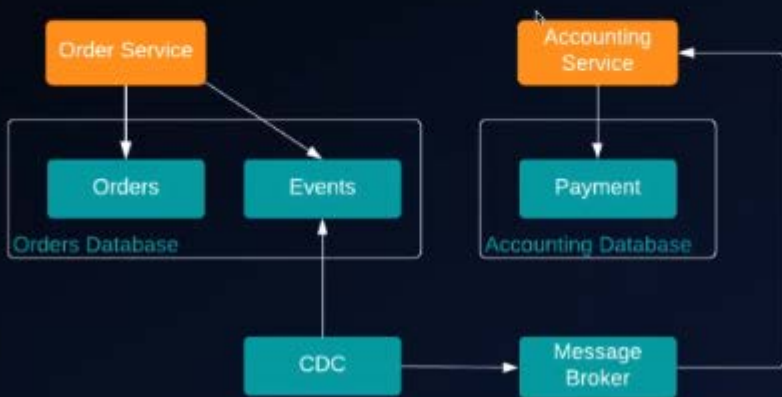 Order Service
Accounting
Service
Orders
Events
Payment
Orders Database
Accounting Database
CDC
Message
Broker